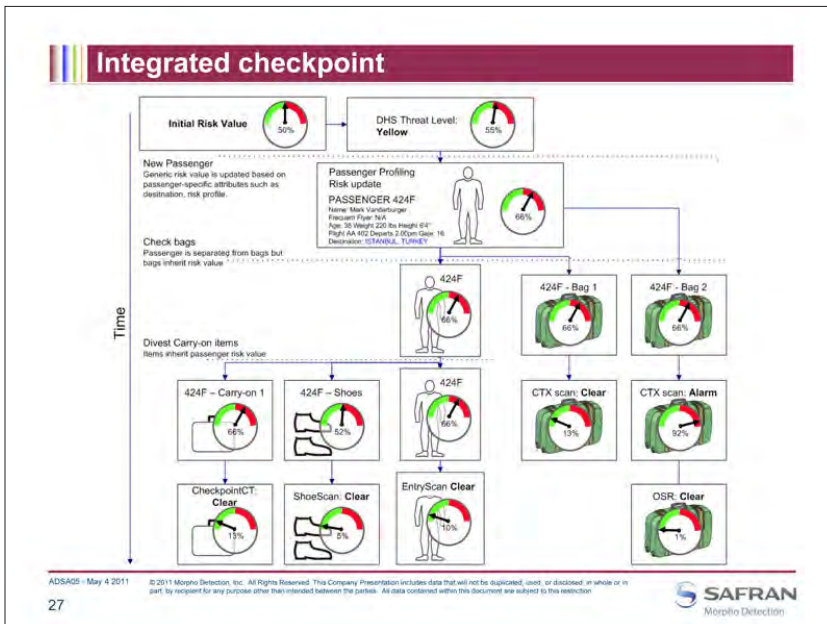 Integrated checkpoint
Initial Risk Value
50%
DHS Threat Level:
Yellow
55%
New Passenger
Generic risk value is updated based on
passenger-specific attributes such as
destination, risk profile.
Passenger Profiling
Risk update
PASSENGER 424F
Name: Mark Vanderburger
Frequent Flyer: N/A
Age: 38 Weight 220 lbs Height 6'4"
Flight AA 462 Departs 2.00pm Gate: 16
Destination: ISTANBUL, TURKEY
66%
Check bags
Passenger is separated from bags but
bags inherit risk value
424F
66%
424F - Bag 1
66%
424F - Bag 2
66%
Time
Divest Carry-on items
Items inherit passenger risk value
424F – Carry-on 1
66%
424F – Shoes
52%
424F
66%
CTX scan: Clear
13%
CTX scan: Alarm
92%
CheckpointCT:
Clear
13%
ShoeScan: Clear
5%
EntryScan Clear
10%
OSR: Clear
1%
ADSA05 - May 4 2011
© 2011 Morpho Detection, Inc. All Rights Reserved. This Company Presentation includes data that will not be duplicated, used, or disclosed, in whole or in
part, by recipient for any purpose other than intended between the parties. All data contained within this document are subject to this restriction
27
SAFRAN
Morpho Detection